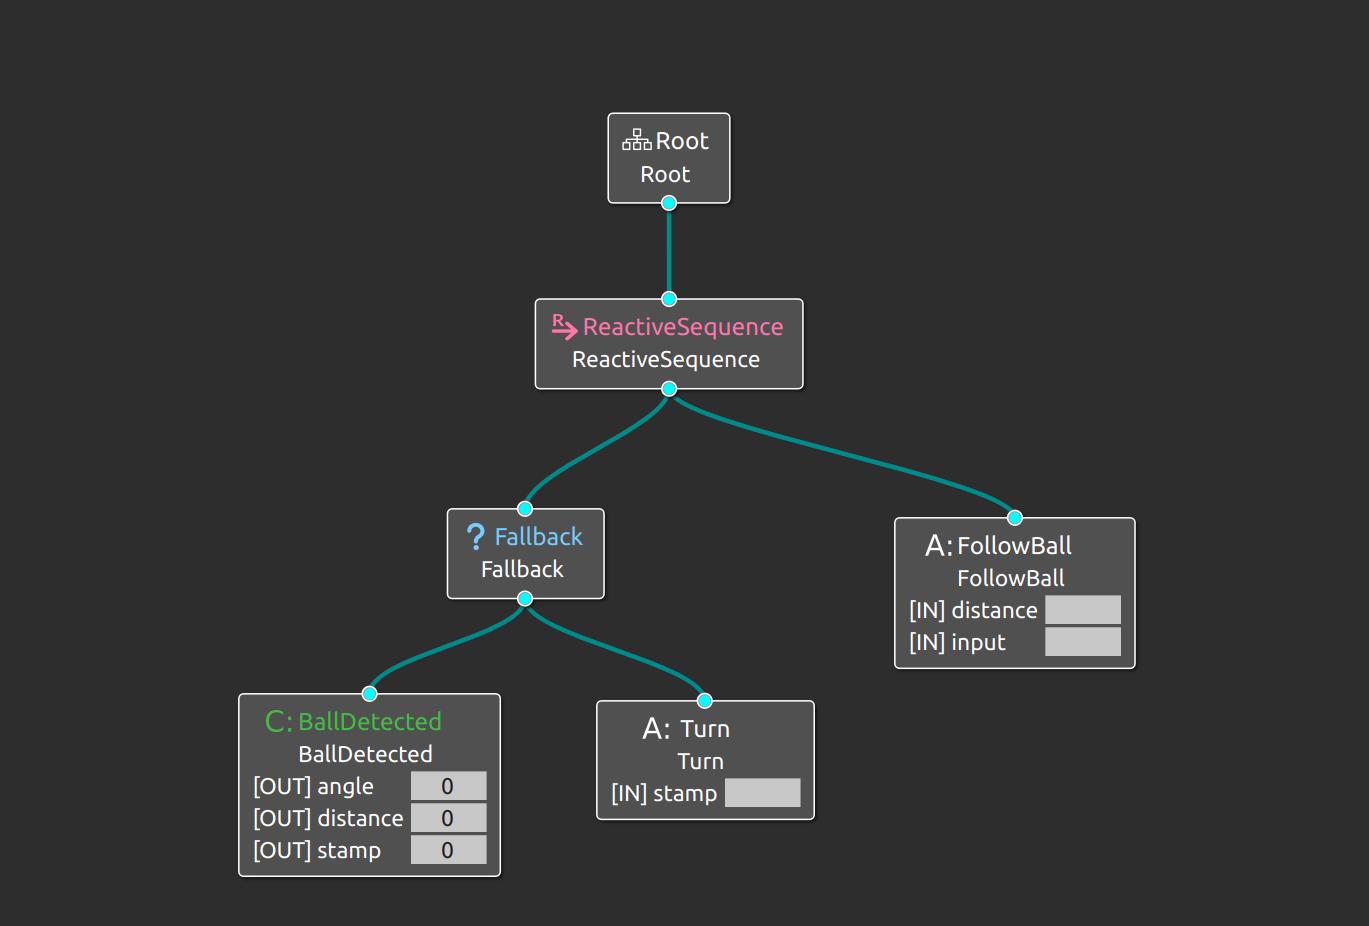 Root
Root
R
ReactiveSequence
ReactiveSequence
? Fallback
Fallback
A: FollowBall
FollowBall
[IN] distance
[IN] input
C: BallDetected
BallDetected
[OUT] angle 0
[OUT] distance 0
[OUT] stamp 0
A: Turn
Turn
[IN] stamp